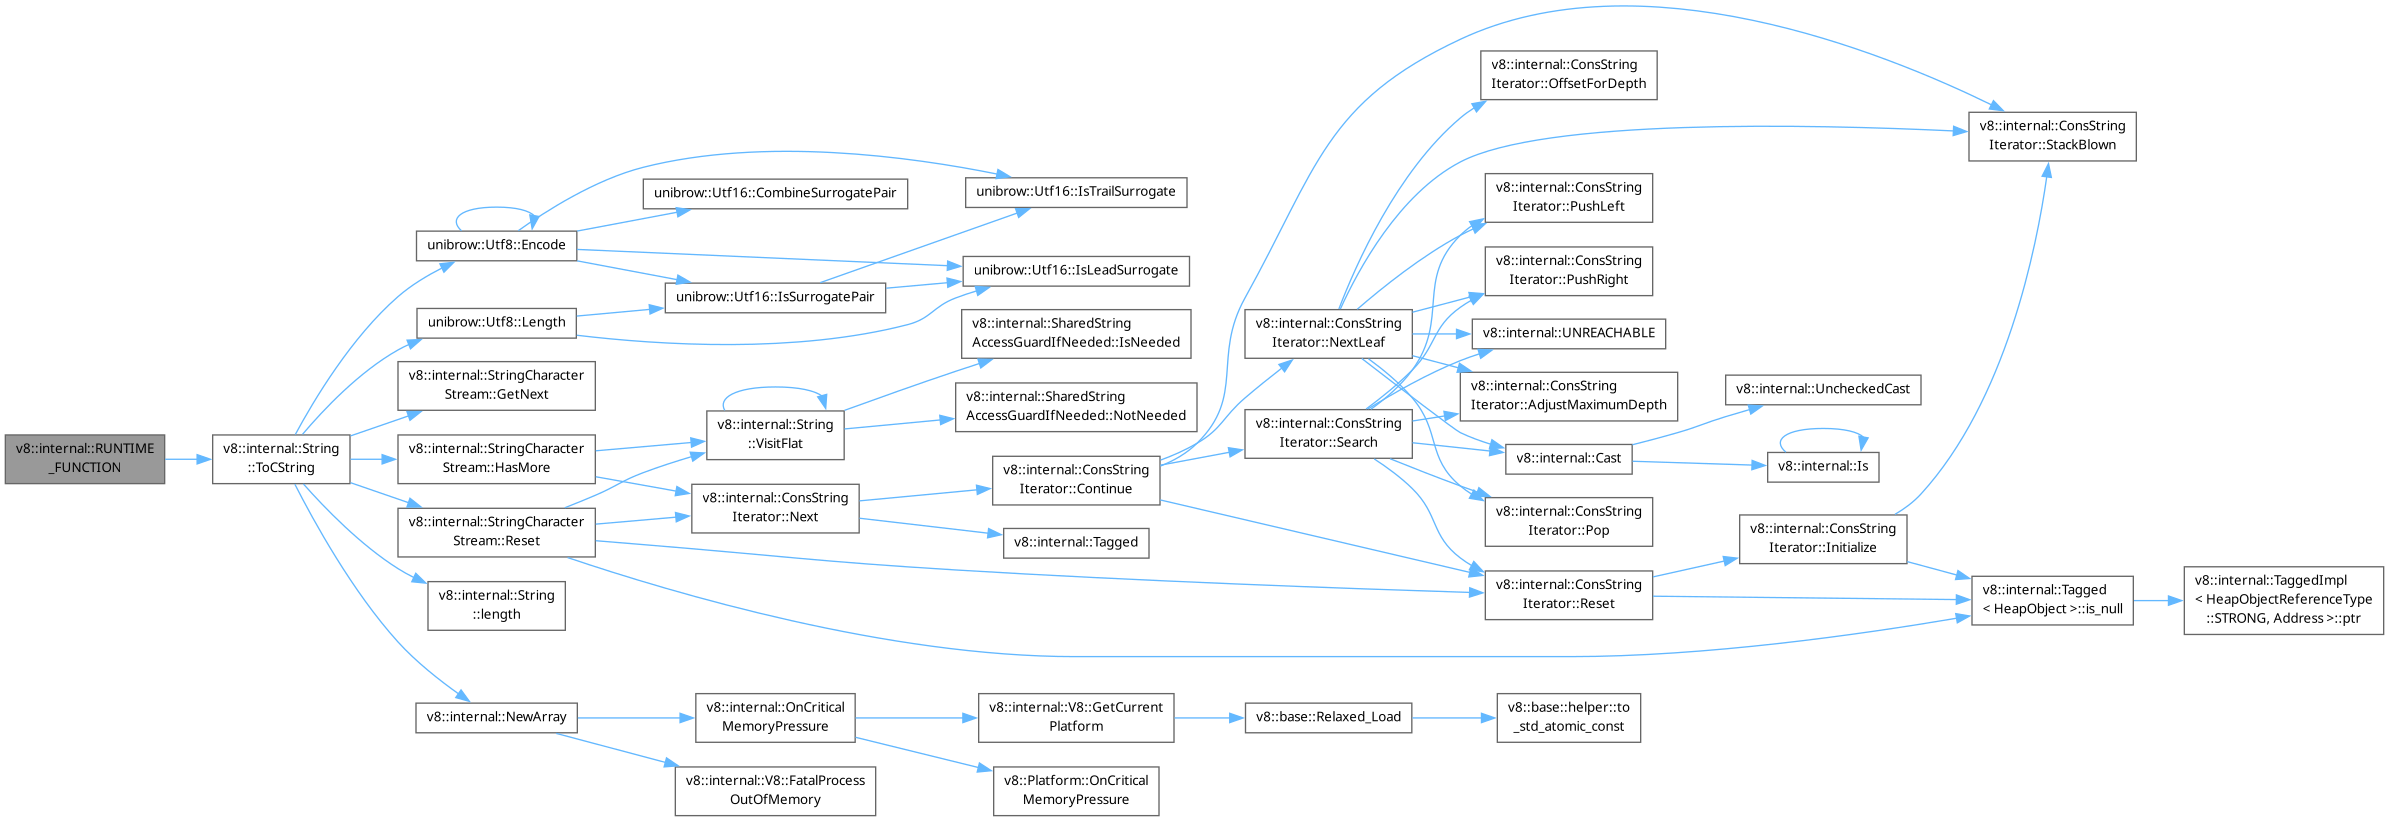 v8::internal::RUNTIME
_FUNCTION
v8::internal::String
::ToCString
unibrow::Utf8::Encode
unibrow::Utf8::Length
v8::internal::StringCharacter
Stream::GetNext
v8::internal::StringCharacter
Stream::HasMore
v8::internal::StringCharacter
Stream::Reset
v8::internal::String
::length
v8::internal::NewArray
unibrow::Utf16::CombineSurrogatePair
unibrow::Utf16::IsSurrogatePair
v8::internal::String
::VisitFlat
v8::internal::ConsString
Iterator::Next
v8::internal::OnCritical
MemoryPressure
v8::internal::V8::FatalProcess
OutOfMemory
unibrow::Utf16::IsTrailSurrogate
unibrow::Utf16::IsLeadSurrogate
v8::internal::SharedString
AccessGuardIfNeeded::IsNeeded
v8::internal::SharedString
AccessGuardIfNeeded::NotNeeded
v8::internal::ConsString
Iterator::Continue
v8::internal::Tagged
v8::internal::V8::GetCurrent
Platform
v8::Platform::OnCritical
MemoryPressure
v8::internal::ConsString
Iterator::NextLeaf
v8::internal::ConsString
Iterator::Search
v8::base::Relaxed_Load
v8::internal::ConsString
Iterator::OffsetForDepth
v8::internal::ConsString
Iterator::PushLeft
v8::internal::ConsString
Iterator::PushRight
v8::internal::UNREACHABLE
v8::internal::ConsString
Iterator::AdjustMaximumDepth
v8::internal::Cast
v8::internal::ConsString
Iterator::Pop
v8::internal::ConsString
Iterator::Reset
v8::base::helper::to
_std_atomic_const
v8::internal::UncheckedCast
v8::internal::Is
v8::internal::ConsString
Iterator::Initialize
v8::internal::ConsString
Iterator::StackBlown
v8::internal::Tagged
< HeapObject >::is_null
v8::internal::TaggedImpl
< HeapObjectReferenceType
::STRONG, Address >::ptr